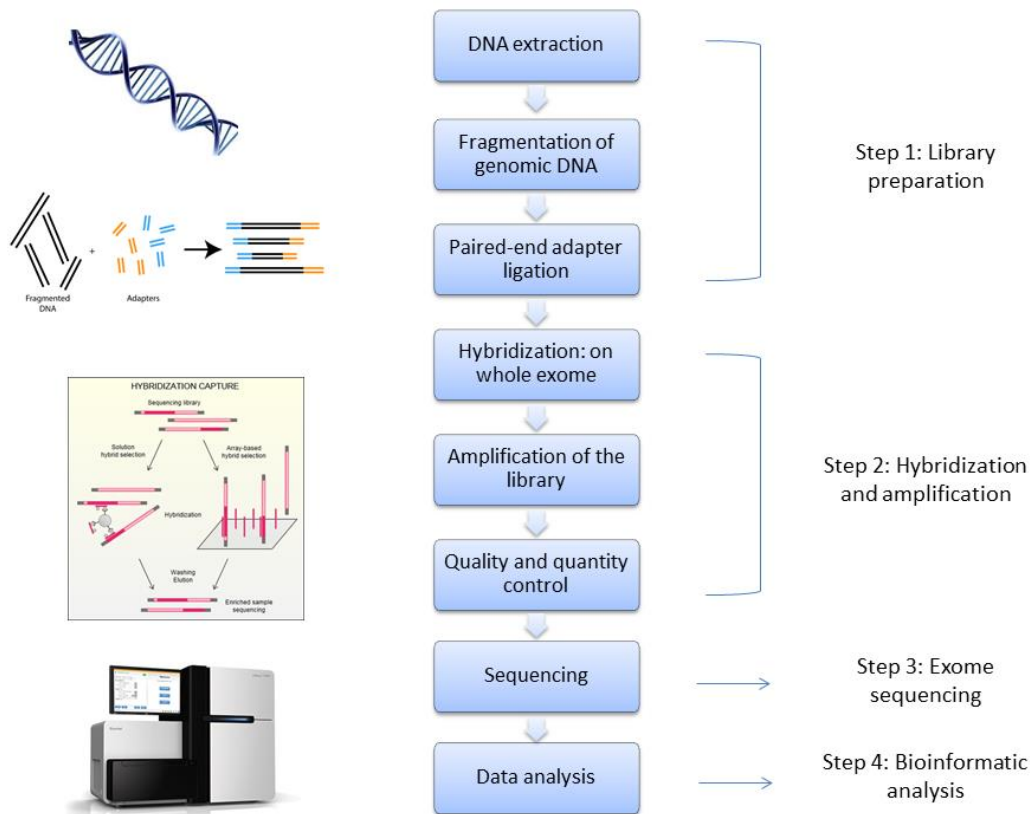 DNA extraction
Fragmentation of
genomic DNA
Step 1: Library
preparation
+
Fragmented
DNA
Adapters
Paired-end adapter
ligation
Hybridization: on
whole exome
HYBRIDIZATION CAPTURE
Sequencing library
Solution
hybrid selection
Array-based
hybrid selection
Hybridization
Washing
Elution
Enriched sample
sequencing
Amplification of the
library
Step 2: Hybridization
and amplification
Quality and quantity
control
Sequencing
Step 3: Exome
sequencing
Data analysis
Step 4: Bioinformatic
analysis